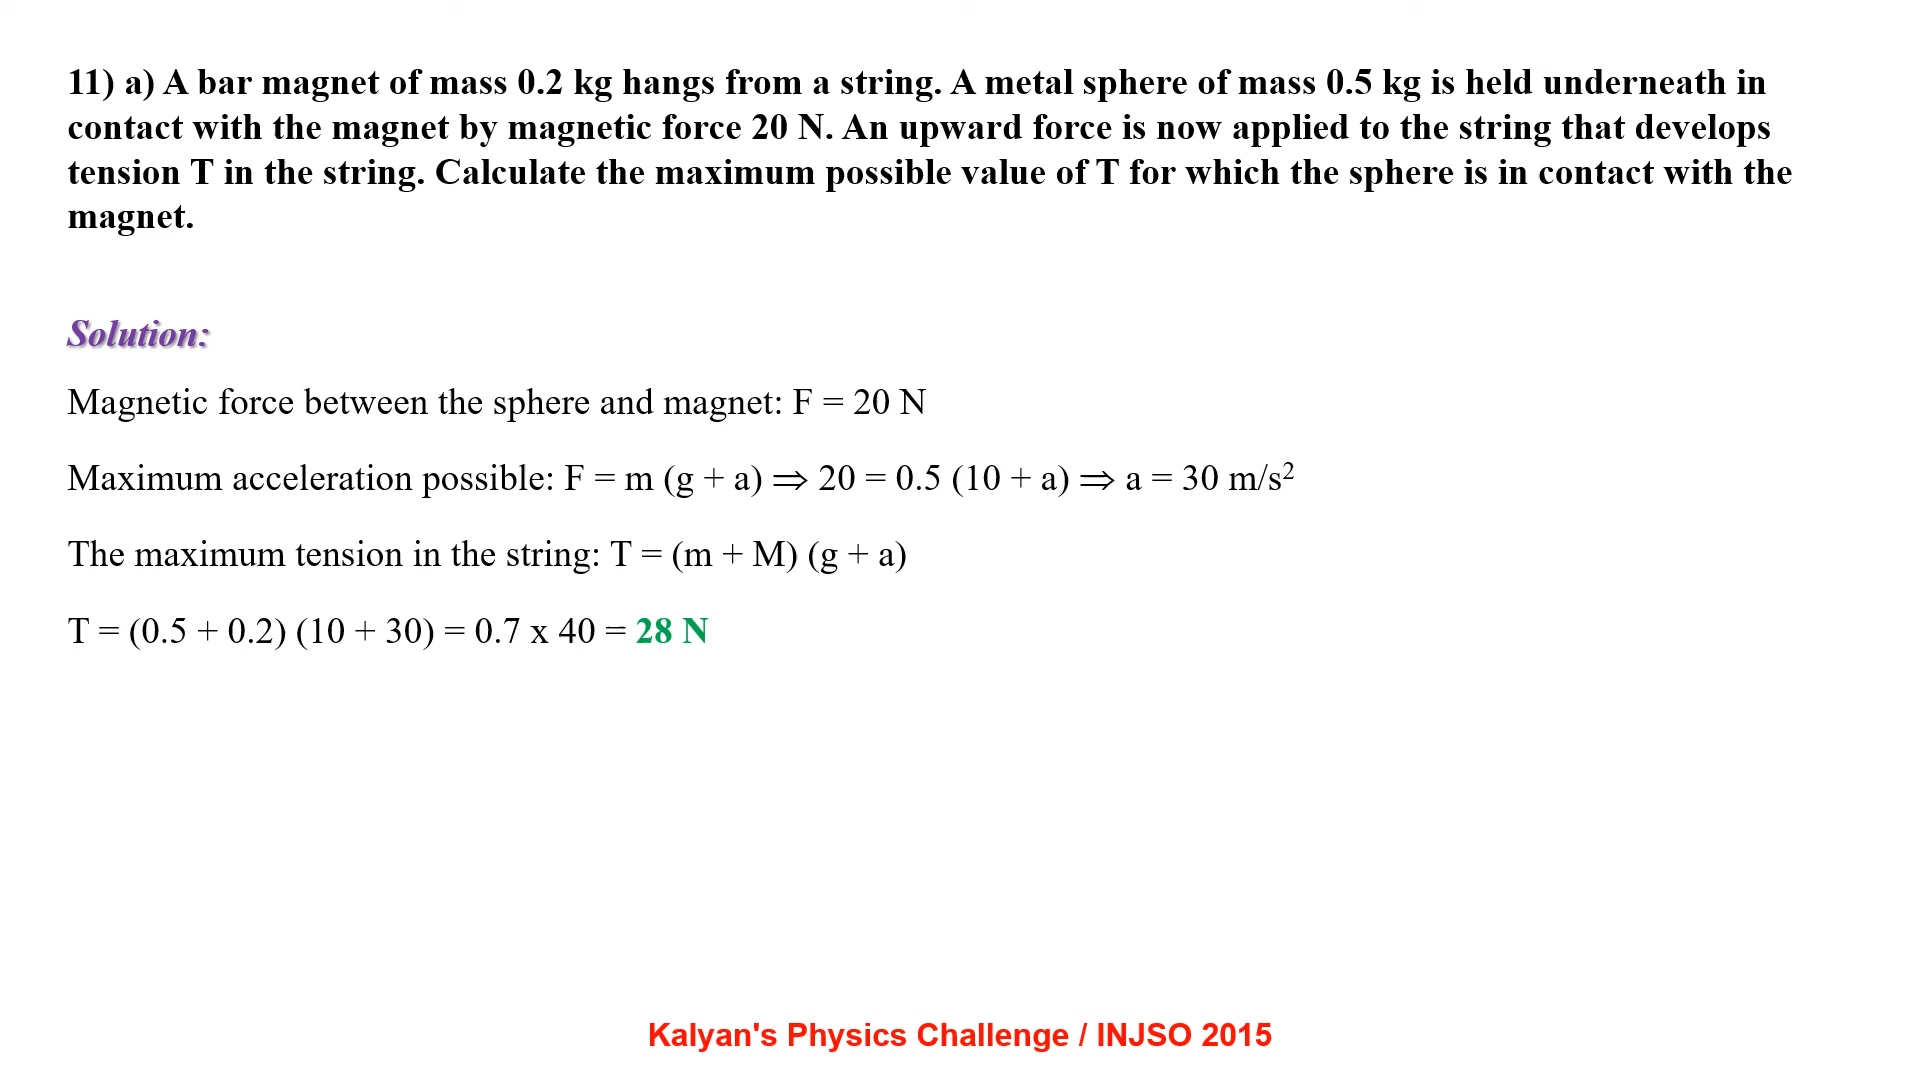 11) a) A bar magnet of mass 0.2 kg hangs from a string. A metal sphere of mass 0.5 kg is held underneath in
contact with the magnet by magnetic force 20 N. An upward force is now applied to the string that develops
tension T in the string. Calculate the maximum possible value of T for which the sphere is in contact with the
magnet.
Solution:
Magnetic force between the sphere and magnet: F = 20 N
Maximum acceleration possible: F = m (g + a) ⇒ 20 = 0.5 (10 + a) ⇒ a = 30 m/s²
The maximum tension in the string: T = (m + M) (g + a)
T = (0.5 + 0.2) (10 + 30) = 0.7 x 40 = 28 N
Kalyan's Physics Challenge / INJSO 2015